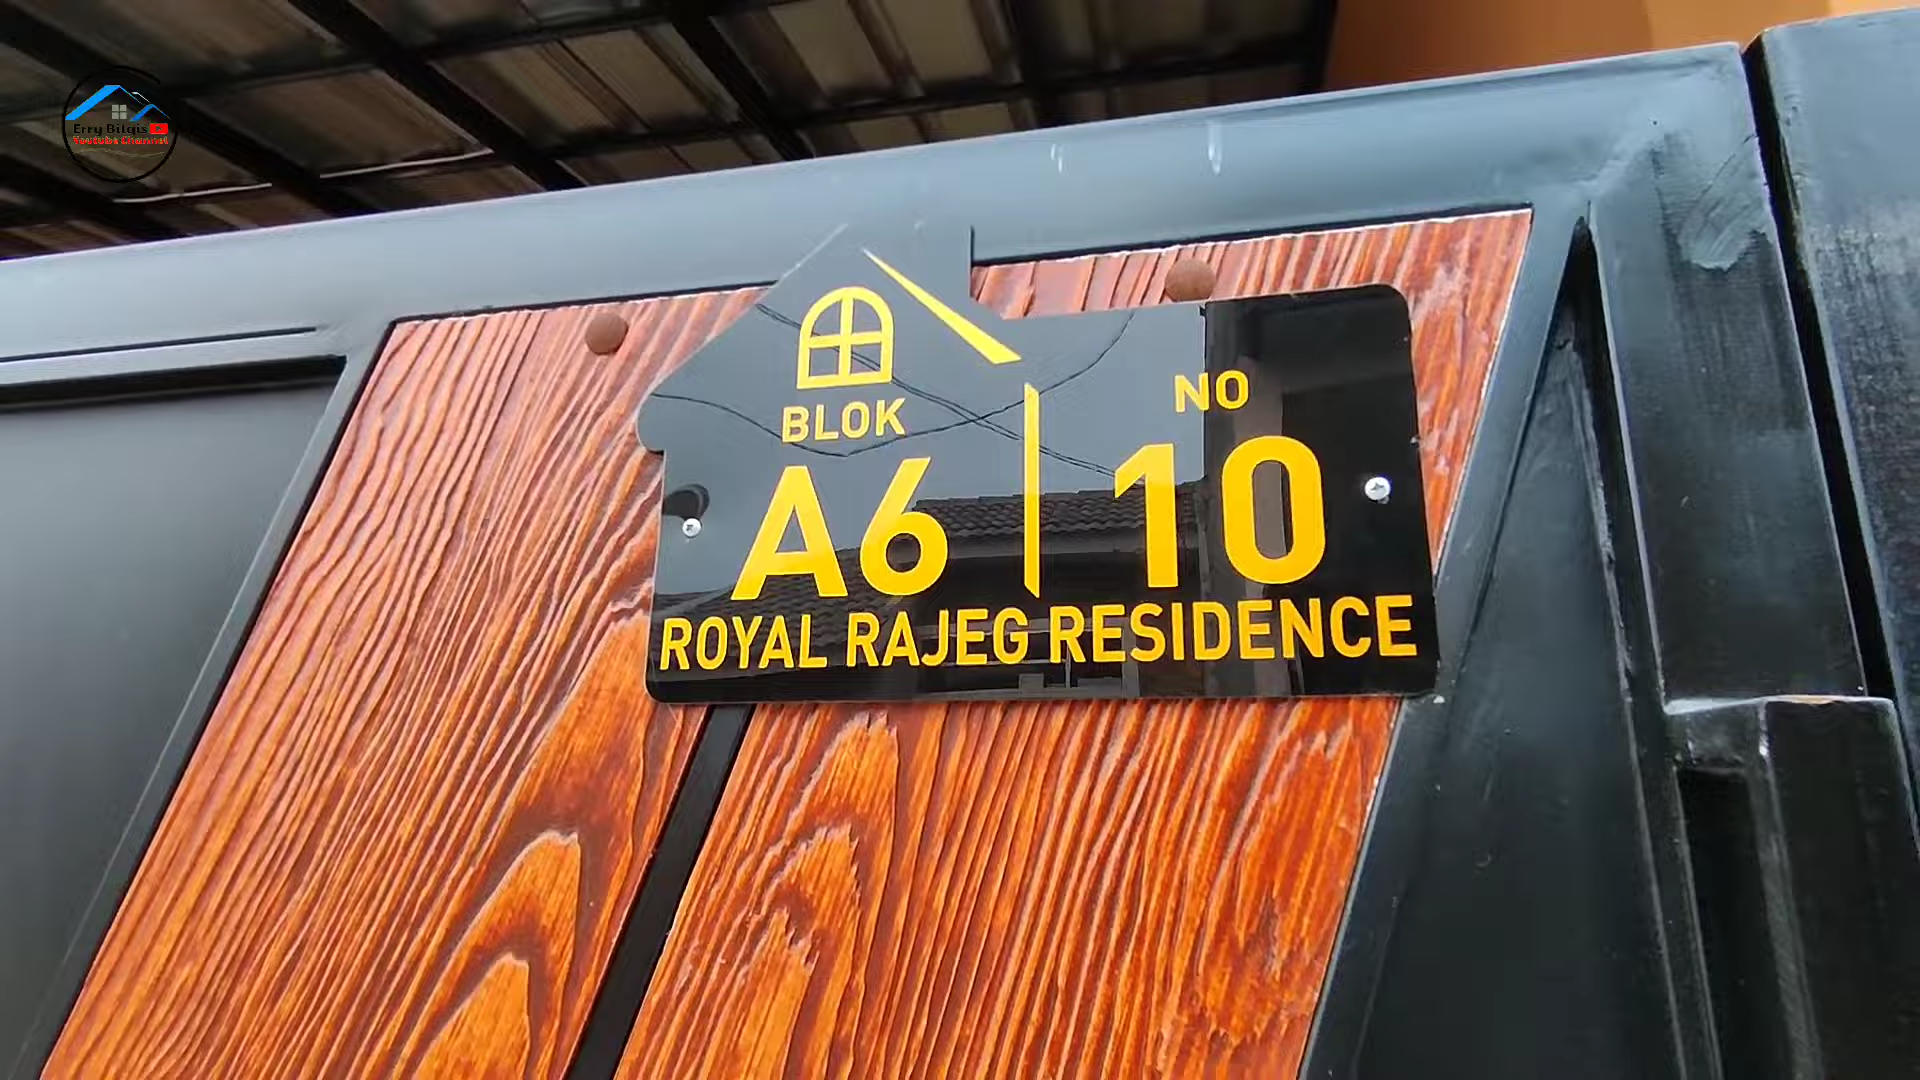 Erry Bilqis
Youtube Channel
BLOK
A6
NO
10
ROYAL RAJEG RESIDENCE